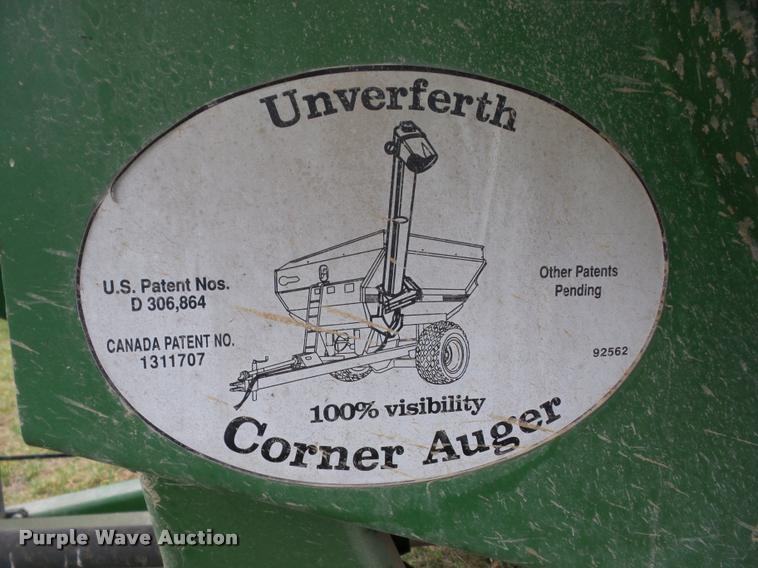 Unverferth
U.S. Patent Nos.
D 306,864
CANADA PATENT NO.
1311707
Other Patents
Pending
92562
100% visibility
Corner Auger
Purple Wave Auction